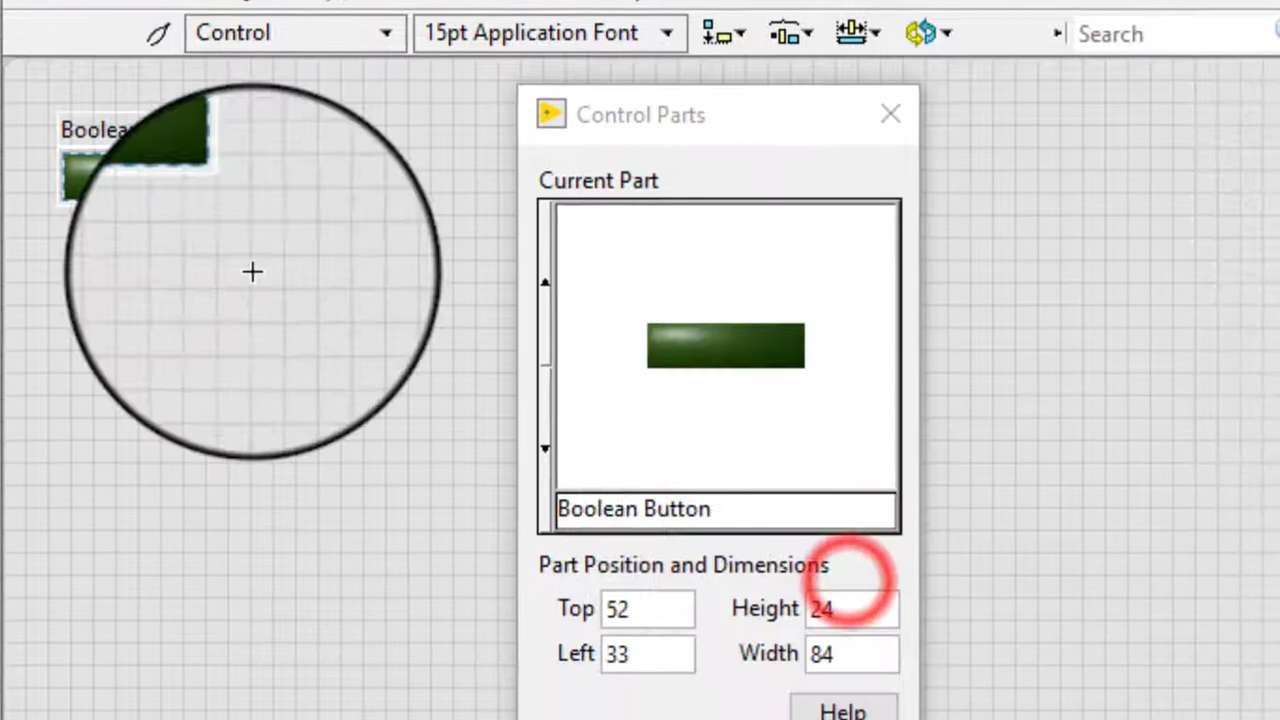 Control
15pt Application Font
Search
Control Parts
Current Part
Boolean Button
Part Position and Dimensions
Top 52
Height 24
Left 33
Width 84
Help